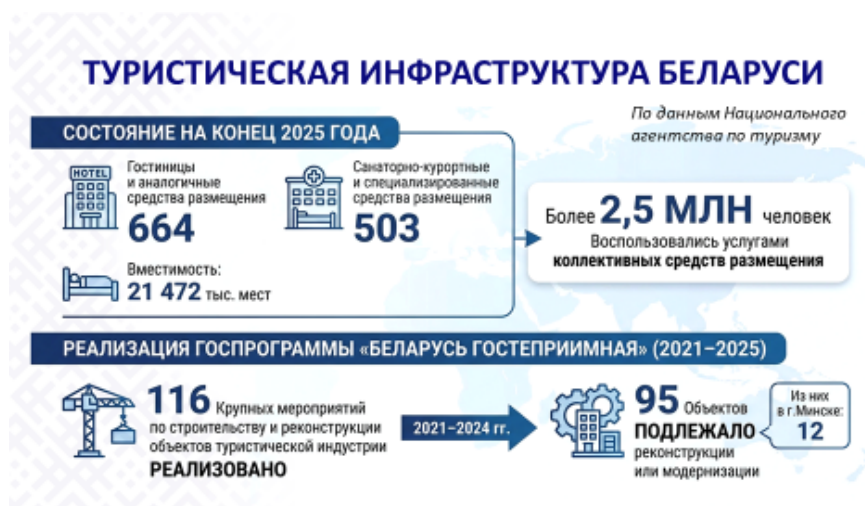 ТУРИСТИЧЕСКАЯ ИНФРАСТРУКТУРА БЕЛАРУСИ
По данным Национального
агентства по туризму
СОСТОЯНИЕ НА КОНЕЦ 2025 ГОДА
HOTEL
Гостиницы
и аналогичные
средства размещения
664
Санаторно-курортные
и специализированные
средства размещения
503
Вместимость:
21 472 тыс. мест
Более 2,5 МЛН человек
Воспользовались услугами
коллективных средств размещения
РЕАЛИЗАЦИЯ ГОСПРОГРАММЫ «БЕЛАРУСЬ ГОСТЕПРИИМНАЯ» (2021–2025)
116 Крупных мероприятий
по строительству и реконструкции
объектов туристической индустрии
РЕАЛИЗОВАНО
2021–2024 гг.
95 Объектов
ПОДЛЕЖАЛО
реконструкции
или модернизации
Из них
в г.Минске:
12